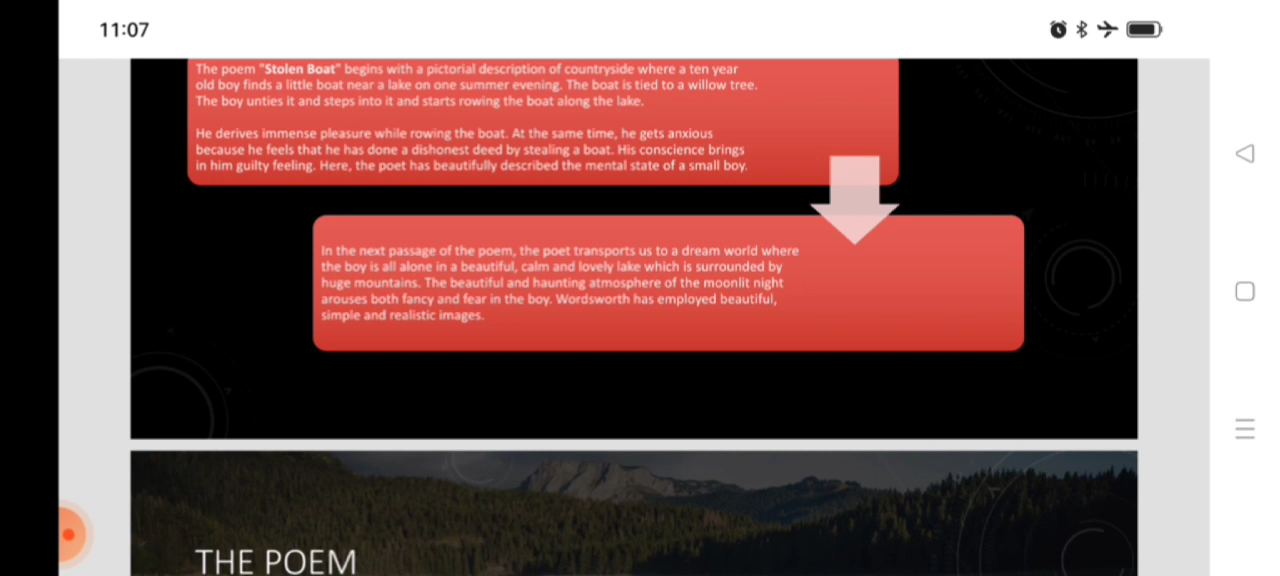 11:07
The poem "Stolen Boat" begins with a pictorial description of countryside where a ten year
old boy finds a little boat near a lake on one summer evening. The boat is tied to a willow tree.
The boy unties it and steps into it and starts rowing the boat along the lake.
He derives immense pleasure while rowing the boat. At the same time, he gets anxious
because he feels that he has done a dishonest deed by stealing a boat. His conscience brings
in him guilty feeling. Here, the poet has beautifully described the mental state of a small boy.
In the next passage of the poem, the poet transports us to a dream world where
the boy is all alone in a beautiful, calm and lovely lake which is surrounded by
huge mountains. The beautiful and haunting atmosphere of the moonlit night
arouses both fancy and fear in the boy. Wordsworth has employed beautiful,
simple and realistic images.
THE POEM